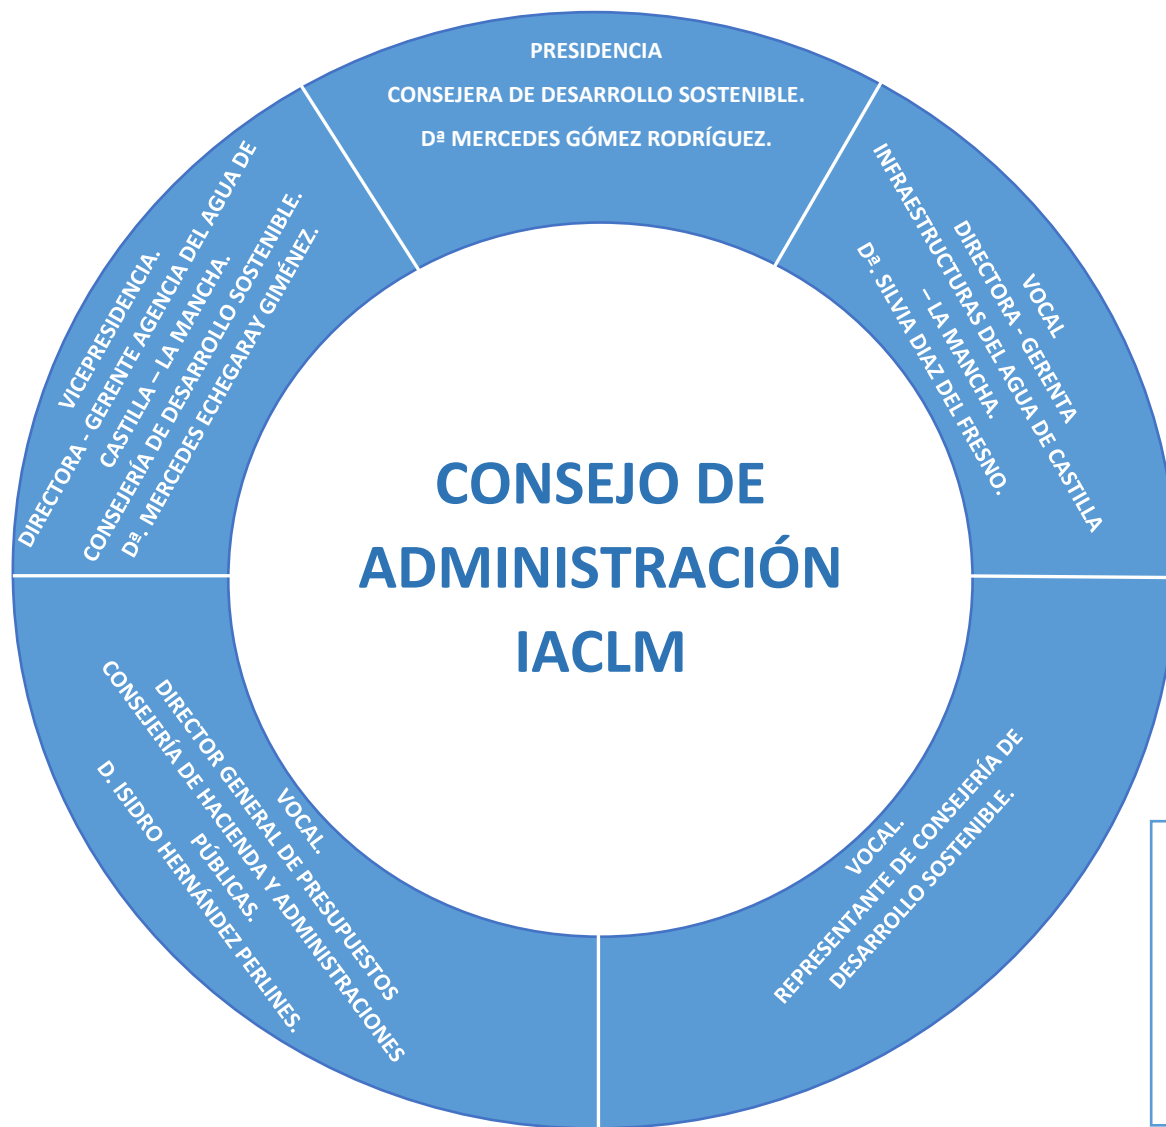 PRESIDENCIA
CONSEJERA DE DESARROLLO SOSTENIBLE.
Dª MERCEDES GÓMEZ RODRÍGUEZ.
VICEPRESIDENCIA.
DIRECTORA - GERENTE AGENCIA DEL AGUA DE
CASTILLA – LA MANCHA.
CONSEJERÍA DE DESARROLLO SOSTENIBLE.
Dª. MERCEDES ECHEGARAY GIMÉNEZ.
VOCAL
DIRECTORA - GERENTA
INFRAESTRUCTURAS DEL AGUA DE CASTILLA
– LA MANCHA.
Dª. SILVIA DIAZ DEL FRESNO.
CONSEJO DE
ADMINISTRACIÓN
IACLM
VOCAL.
DIRECTOR GENERAL DE PRESUPUESTOS
CONSEJERÍA DE HACIENDA Y ADMINISTRACIONES
PÚBLICAS.
D. ISIDRO HERNÁNDEZ PERLINES.
VOCAL.
REPRESENTANTE DE CONSEJERÍA DE
DESARROLLO SOSTENIBLE.